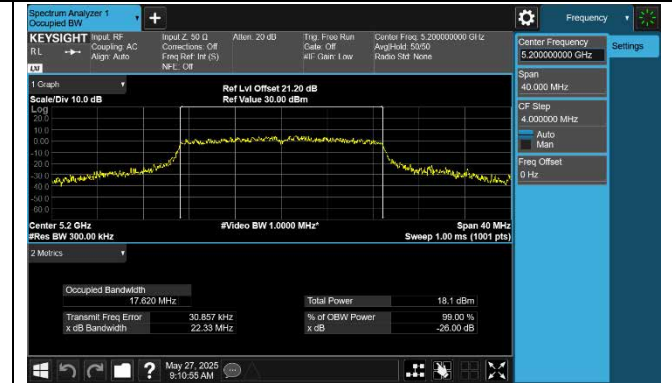 Spectrum Analyzer 1
Occupied BW
Frequency
KEYSIGHT
Input: RF
Coupling: AC
Align: Auto
Input Z: 50 Ω
Corrections: Off
Freq Ref: Int (S)
NFE: Off
Atten: 20 dB
Trig: Free Run
Gate: Off
#IF Gain: Low
Center Freq: 5.200000000 GHz
Avg|Hold: 50/50
Radio Std: None
RL
LXI
Center Frequency
5.200000000 GHz
Settings
Span
40.000 MHz
CF Step
4.000000 MHz
Auto
Man
Freq Offset
0 Hz
1 Graph
Scale/Div 10.0 dB
Ref Lvl Offset 21.20 dB
Ref Value 30.00 dBm
Log
20.0
10.0
0.00
-10.0
-20.0
-30.0
-40.0
-50.0
-60.0
Center 5.2 GHz
#Video BW 1.0000 MHz*
Span 40 MHz
#Res BW 300.00 kHz
Sweep 1.00 ms (1001 pts)
2 Metrics
Occupied Bandwidth
17.620 MHz
Total Power 18.1 dBm
Transmit Freq Error 30.857 kHz
% of OBW Power 99.00 %
x dB Bandwidth 22.33 MHz
x dB -26.00 dB
?
May 27, 2025
9:10:55 AM